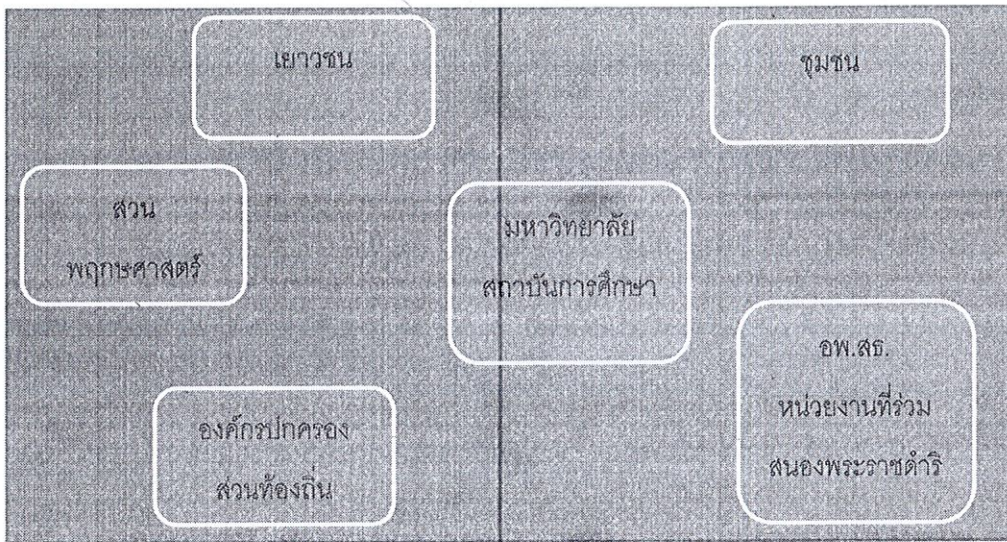 เยาวชน
ชุมชน
สวน
พฤกษศาสตร์
มหาวิทยาลัย
สถาบันการศึกษา
อพ.สธ.
หน่วยงานที่ร่วม
สนองพระราชดำริ
องค์กรปกครอง
ส่วนท้องถิ่น